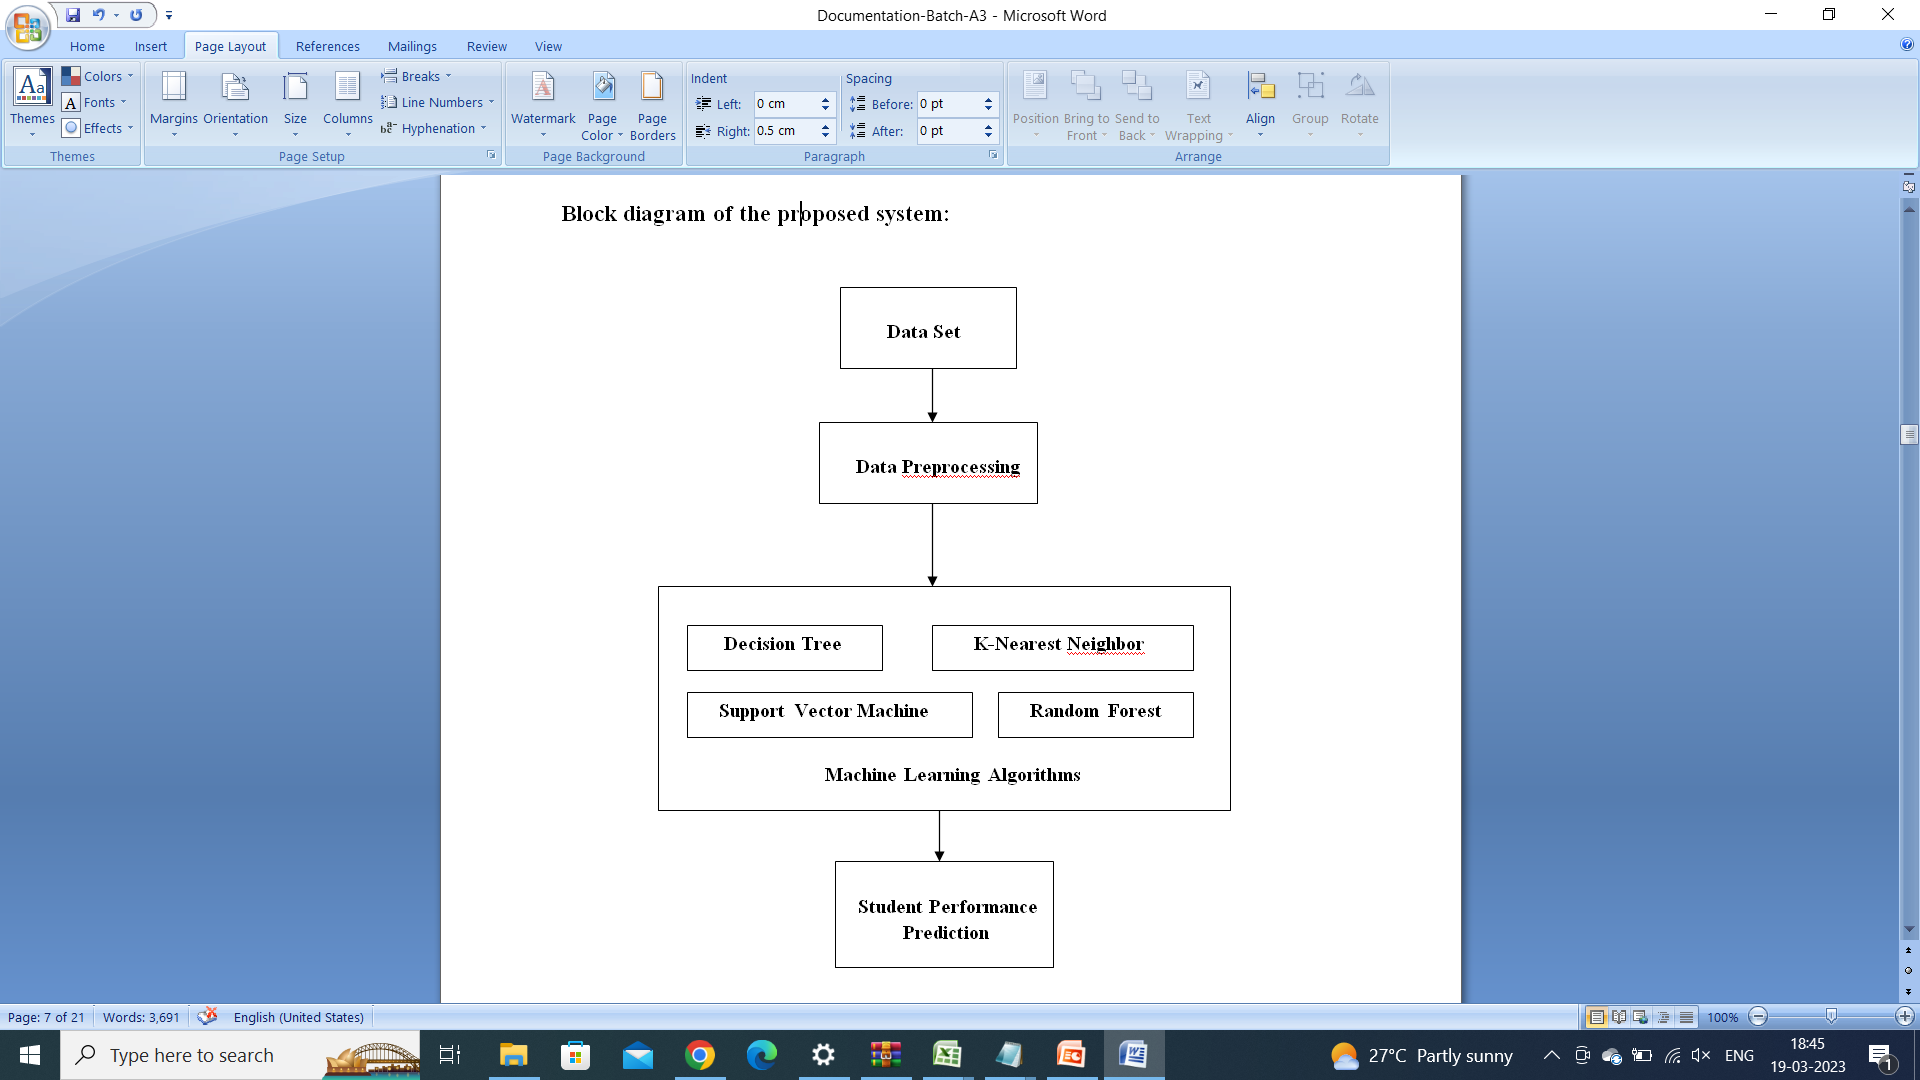 Documentation-Batch-A3 - Microsoft Word
Home Insert Page Layout References Mailings Review View
Aa
Themes
Colors
A Fonts
Effects
Themes
Margins Orientation Size Columns
Breaks
Line Numbers
Hyphenation
Page Setup
Watermark Page Color Page Borders
Page Background
Indent
Left: 0 cm
Right: 0.5 cm
Spacing
Before: 0 pt
After: 0 pt
Paragraph
Position Bring to Front Send to Back Text Wrapping Align Group Rotate
Arrange
Block diagram of the proposed system:
Data Set
Data Preprocessing
Decision Tree
K-Nearest Neighbor
Support Vector Machine
Random Forest
Machine Learning Algorithms
Student Performance
Prediction
Page: 7 of 21 Words: 3,691 English (United States) 100%
Type here to search
27°C Partly sunny ENG
18:45
19-03-2023
1